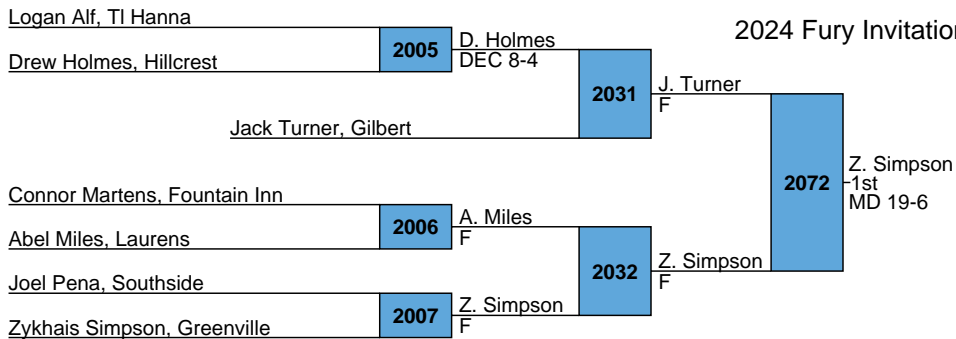 Logan Alf, Tl Hanna
2024 Fury Invitation
2005
D. Holmes
DEC 8-4
Drew Holmes, Hillcrest
2031
J. Turner
F
Jack Turner, Gilbert
2072
Z. Simpson
1st
MD 19-6
Connor Martens, Fountain Inn
2006
A. Miles
F
Abel Miles, Laurens
2032
Z. Simpson
F
Joel Pena, Southside
2007
Z. Simpson
F
Zykhais Simpson, Greenville